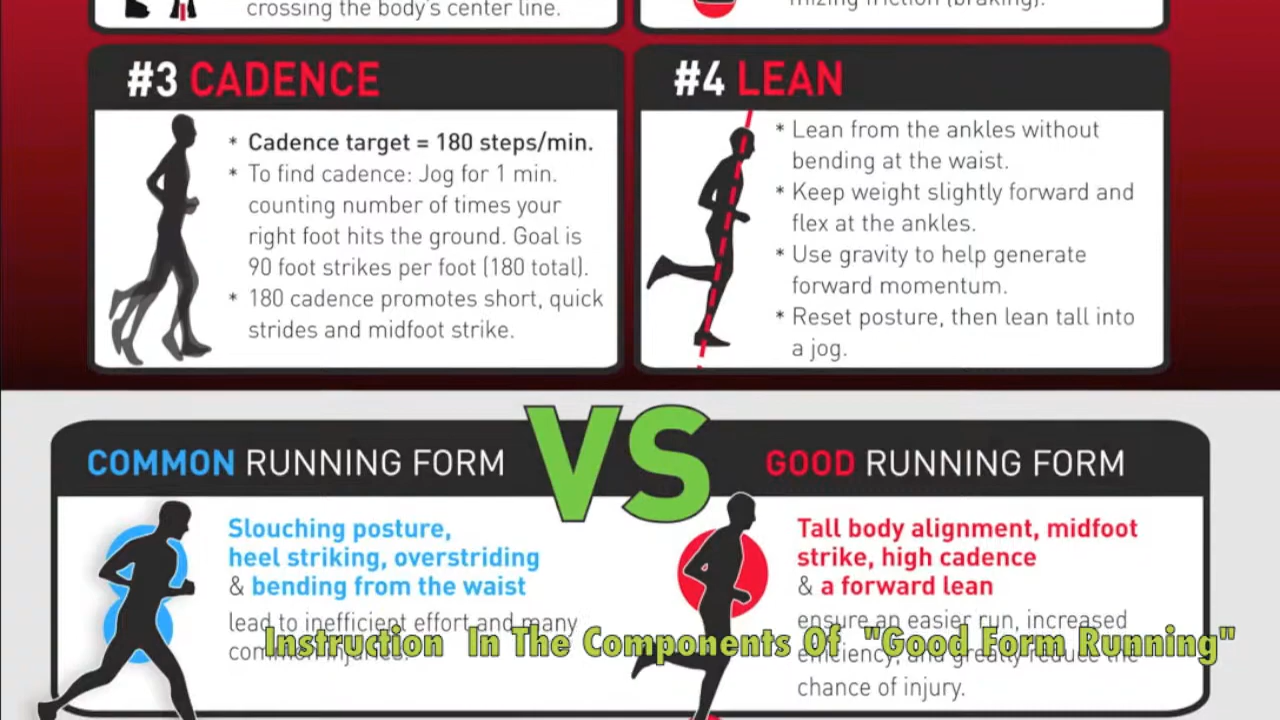 crossing the body's center line.
mizing friction (braking).
#3 CADENCE
* Cadence target = 180 steps/min.
* To find cadence: Jog for 1 min.
counting number of times your
right foot hits the ground. Goal is
90 foot strikes per foot (180 total).
* 180 cadence promotes short, quick
strides and midfoot strike.
#4 LEAN
* Lean from the ankles without
bending at the waist.
* Keep weight slightly forward and
flex at the ankles.
* Use gravity to help generate
forward momentum.
* Reset posture, then lean tall into
a jog.
VS
COMMON RUNNING FORM
Slouching posture,
heel striking, overstriding
& bending from the waist
lead to inefficient effort and many
common injuries.
GOOD RUNNING FORM
Tall body alignment, midfoot
strike, high cadence
& a forward lean
ensure an easier run, increased
efficiency, and greatly reduce the
chance of injury.
Instruction In The Components Of "Good Form Running"